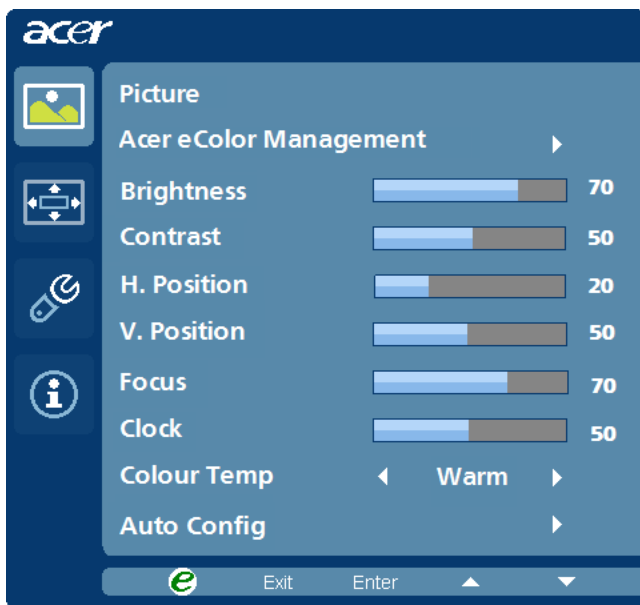 acer
Picture
Acer eColor Management
Brightness 70
Contrast 50
H. Position 20
V. Position 50
Focus 70
Clock 50
Colour Temp Warm
Auto Config
e Exit Enter